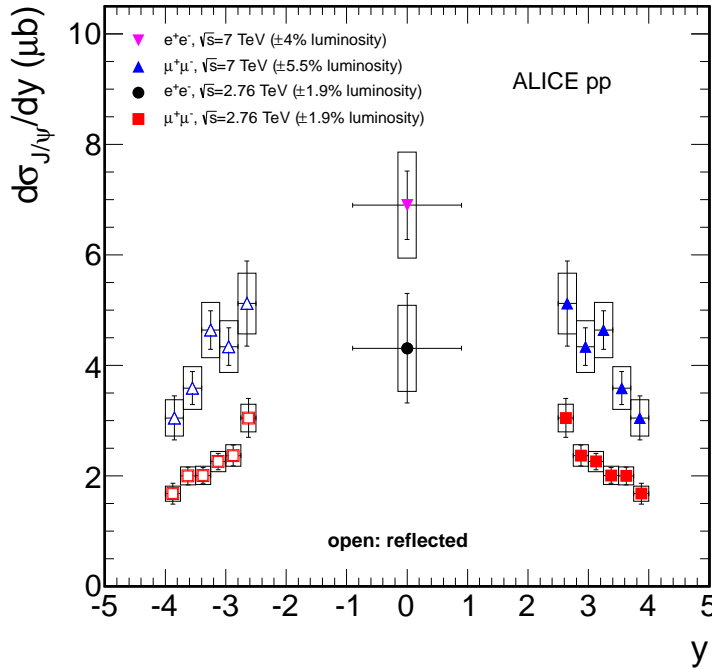 dσ_J/ψ/dy (μb)
10
8
6
4
2
0
e⁺e⁻, √s=7 TeV (±4% luminosity)
μ⁺μ⁻, √s=7 TeV (±5.5% luminosity)
e⁺e⁻, √s=2.76 TeV (±1.9% luminosity)
μ⁺μ⁻, √s=2.76 TeV (±1.9% luminosity)
ALICE pp
open: reflected
-5 -4 -3 -2 -1 0 1 2 3 4 5
y